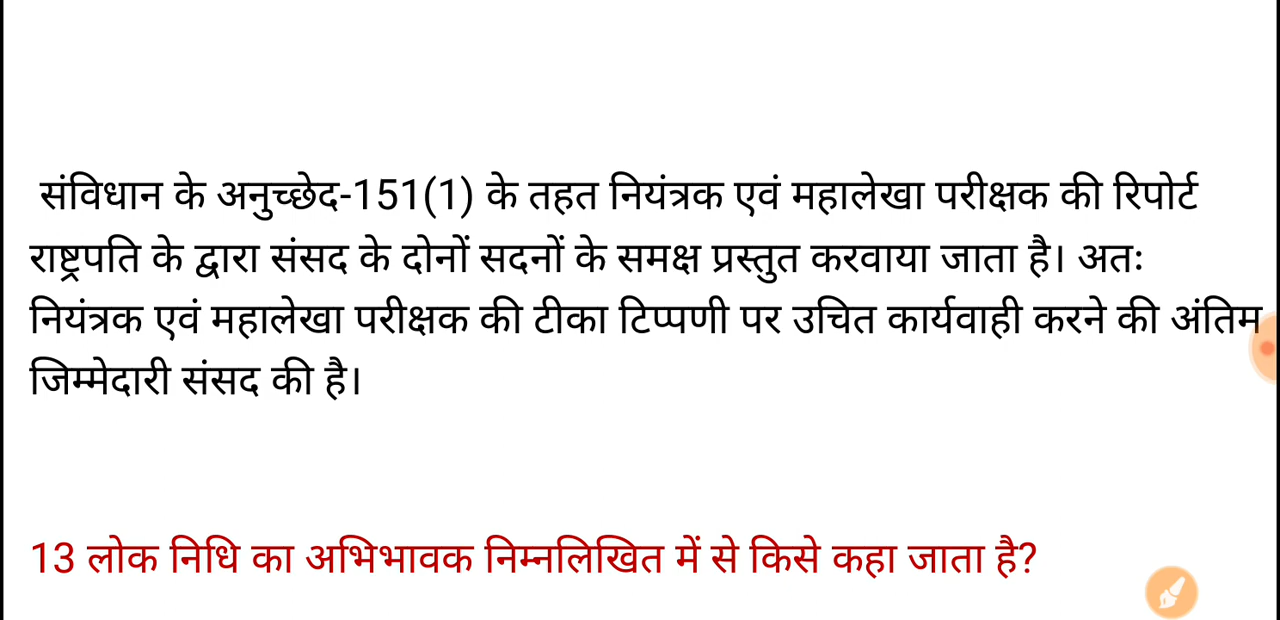 संविधान के अनुच्छेद-151(1) के तहत नियंत्रक एवं महालेखा परीक्षक की रिपोर्ट
राष्ट्रपति के द्वारा संसद के दोनों सदनों के समक्ष प्रस्तुत करवाया जाता है। अतः
नियंत्रक एवं महालेखा परीक्षक की टीका टिप्पणी पर उचित कार्यवाही करने की अंतिम
जिम्मेदारी संसद की है।
13 लोक निधि का अभिभावक निम्नलिखित में से किसे कहा जाता है?